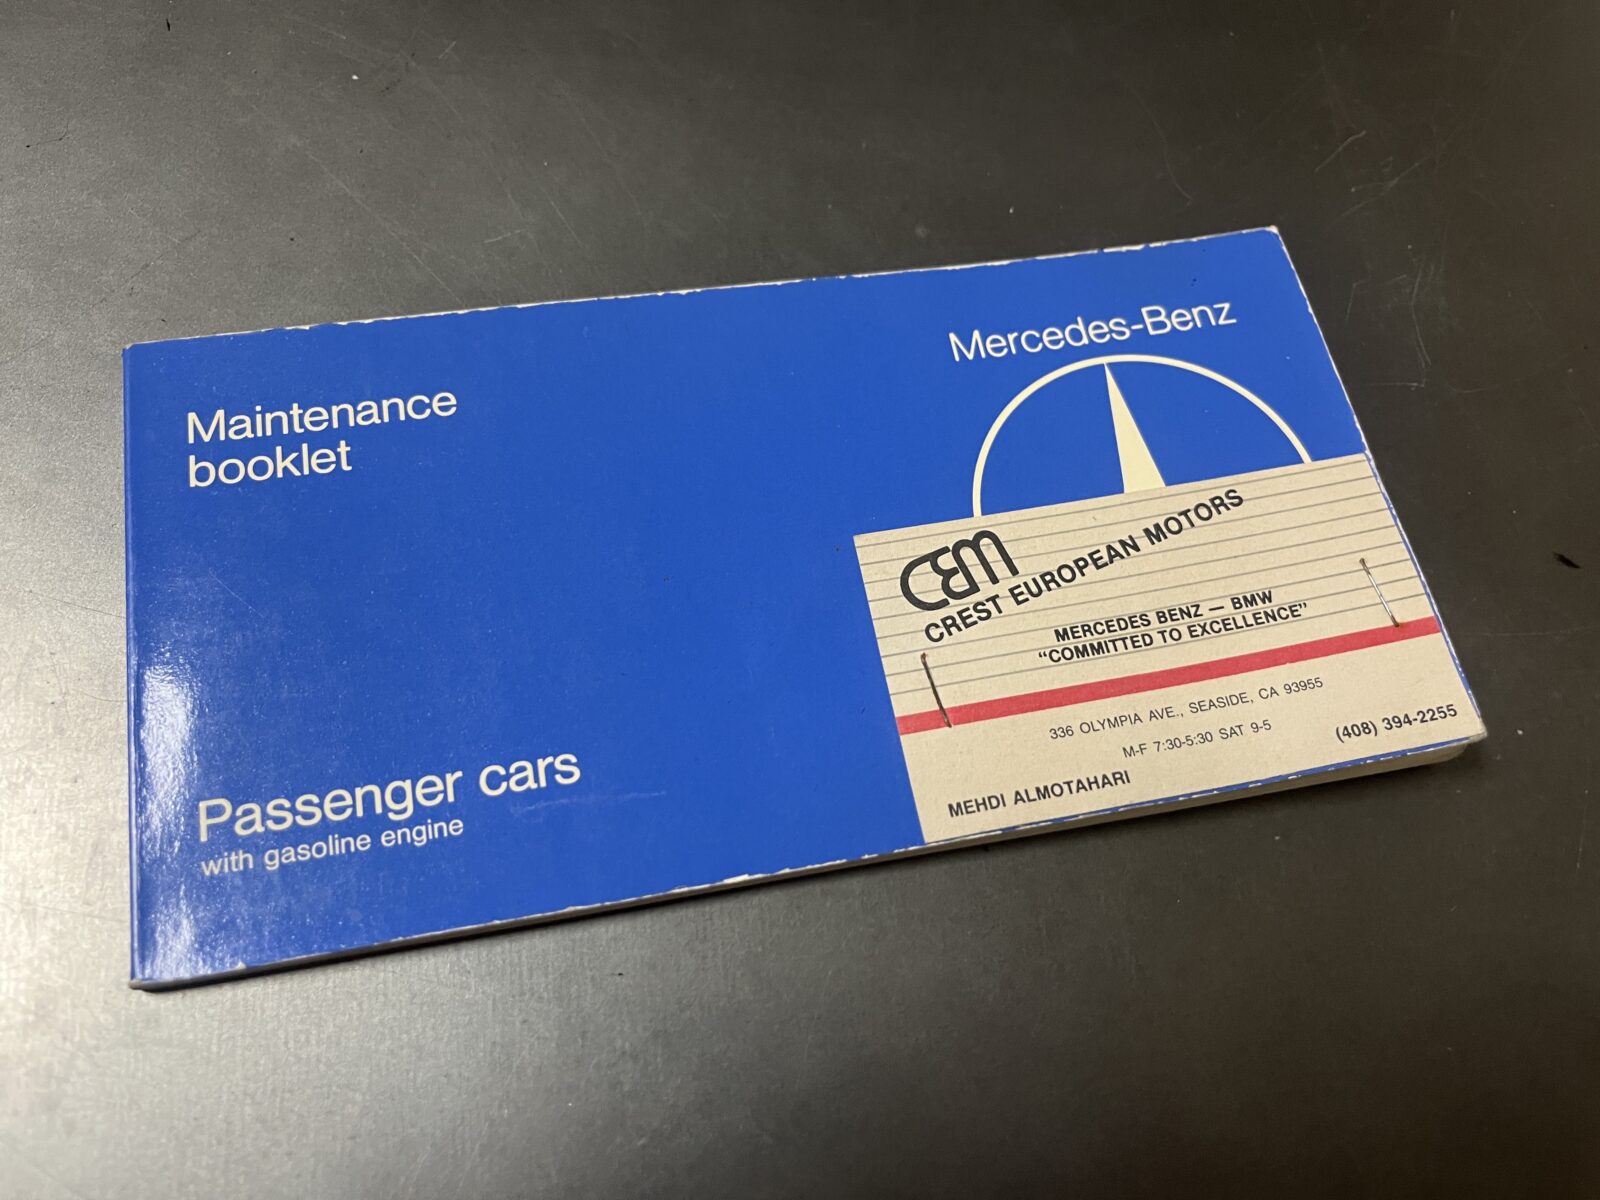 Maintenance
booklet
Mercedes-Benz
CEM
CREST EUROPEAN MOTORS
MERCEDES BENZ — BMW
“COMMITTED TO EXCELLENCE”
336 OLYMPIA AVE., SEASIDE, CA 93955
M-F 7:30-5:30 SAT 9-5
(408) 394-2255
MEHDI ALMOTAHARI
Passenger cars
with gasoline engine